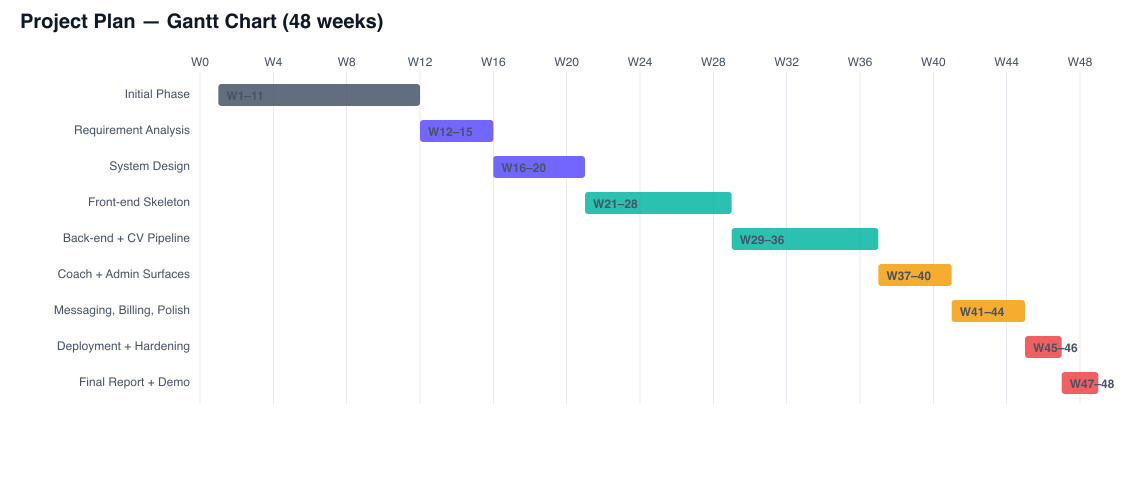 Project Plan — Gantt Chart (48 weeks)
W0 W4 W8 W12 W16 W20 W24 W28 W32 W36 W40 W44 W48
Initial Phase W1–11
Requirement Analysis W12–15
System Design W16–20
Front-end Skeleton W21–28
Back-end + CV Pipeline W29–36
Coach + Admin Surfaces W37–40
Messaging, Billing, Polish W41–44
Deployment + Hardening W45–46
Final Report + Demo W47–48